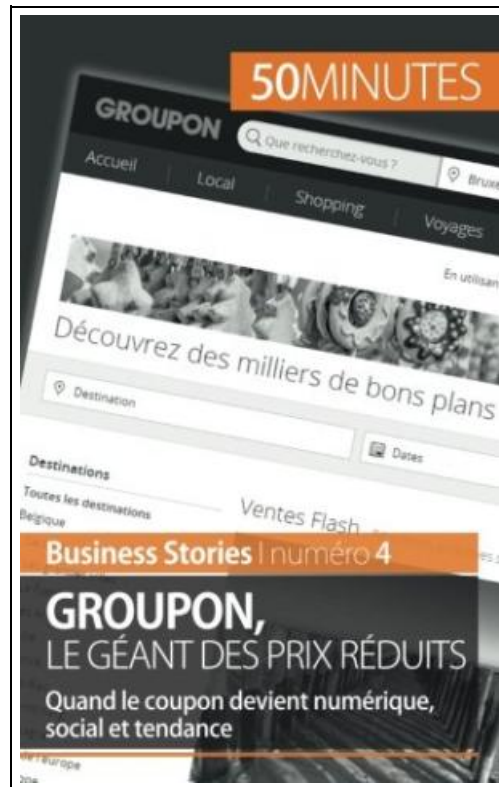 50MINUTES
GROUPON
Que recherchez-vous ?
Accueil
Local
Shopping
Voyages
En utilisan
Découvrez des milliers de bons plans
Destination
Dates
Destinations
Toutes les destinations
Belgique
Ventes Flash
Business Stories | numéro 4
GROUPON,
LE GÉANT DES PRIX RÉDUITS
Quand le coupon devient numérique,
social et tendance
de l'europe